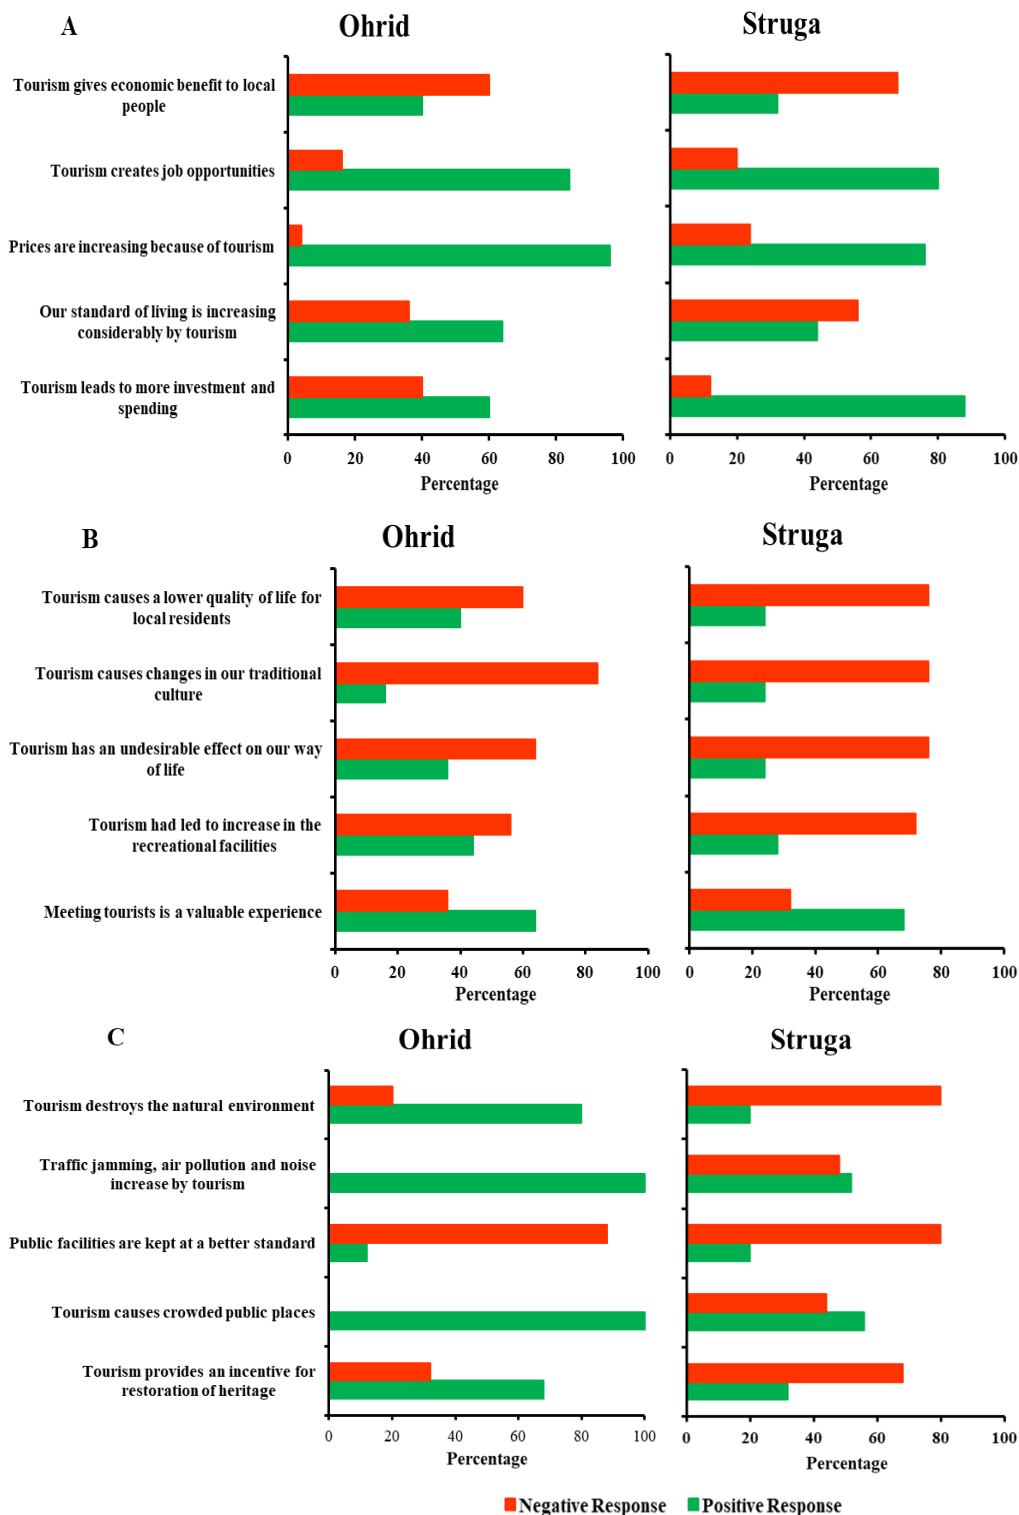 A
Ohrid
Struga
Tourism gives economic benefit to local
people
Tourism creates job opportunities
Prices are increasing because of tourism
Our standard of living is increasing
considerably by tourism
Tourism leads to more investment and
spending
0 20 40 60 80 100
Percentage
0 20 40 60 80 100
Percentage
B
Ohrid
Struga
Tourism causes a lower quality of life for
local residents
Tourism causes changes in our traditional
culture
Tourism has an undesirable effect on our way
of life
Tourism had led to increase in the
recreational facilities
Meeting tourists is a valuable experience
0 20 40 60 80 100
Percentage
0 20 40 60 80 100
Percentage
C
Ohrid
Struga
Tourism destroys the natural environment
Traffic jamming, air pollution and noise
increase by tourism
Public facilities are kept at a better standard
Tourism causes crowded public places
Tourism provides an incentive for
restoration of heritage
0 20 40 60 80 100
Percentage
0 20 40 60 80 100
Percentage
Negative Response Positive Response